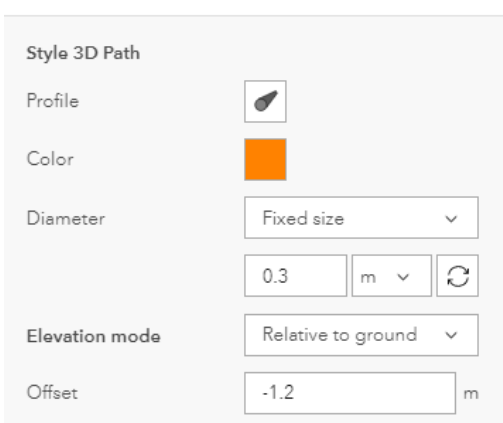 Style 3D Path
Profile
Color
Diameter
Fixed size
0.3
m
Elevation mode
Relative to ground
Offset
-1.2
m